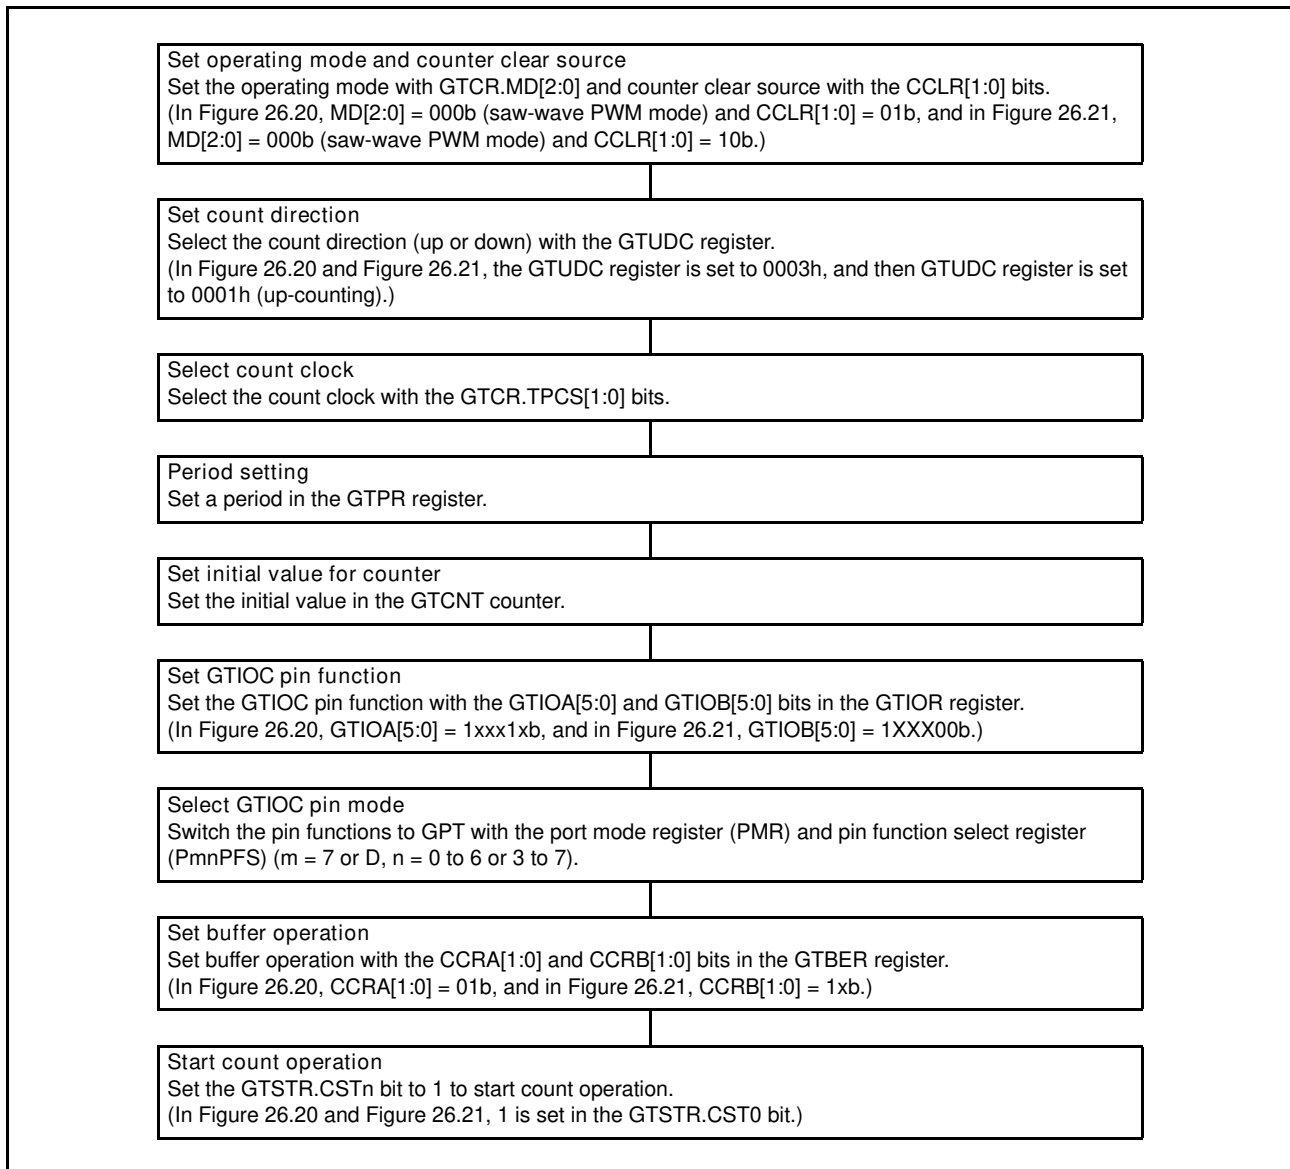 Set operating mode and counter clear source
Set the operating mode with GTCR.MD[2:0] and counter clear source with the CCLR[1:0] bits.
(In Figure 26.20, MD[2:0] = 000b (saw-wave PWM mode) and CCLR[1:0] = 01b, and in Figure 26.21,
MD[2:0] = 000b (saw-wave PWM mode) and CCLR[1:0] = 10b.)
Set count direction
Select the count direction (up or down) with the GTUDC register.
(In Figure 26.20 and Figure 26.21, the GTUDC register is set to 0003h, and then GTUDC register is set
to 0001h (up-counting).)
Select count clock
Select the count clock with the GTCR.TPCS[1:0] bits.
Period setting
Set a period in the GTPR register.
Set initial value for counter
Set the initial value in the GTCNT counter.
Set GTIOC pin function
Set the GTIOC pin function with the GTIOA[5:0] and GTIOB[5:0] bits in the GTIOR register.
(In Figure 26.20, GTIOA[5:0] = 1xxx1xb, and in Figure 26.21, GTIOB[5:0] = 1XXX00b.)
Select GTIOC pin mode
Switch the pin functions to GPT with the port mode register (PMR) and pin function select register
(PmnPFS) (m = 7 or D, n = 0 to 6 or 3 to 7).
Set buffer operation
Set buffer operation with the CCRA[1:0] and CCRB[1:0] bits in the GTBER register.
(In Figure 26.20, CCRA[1:0] = 01b, and in Figure 26.21, CCRB[1:0] = 1xb.)
Start count operation
Set the GTSTR.CSTn bit to 1 to start count operation.
(In Figure 26.20 and Figure 26.21, 1 is set in the GTSTR.CST0 bit.)